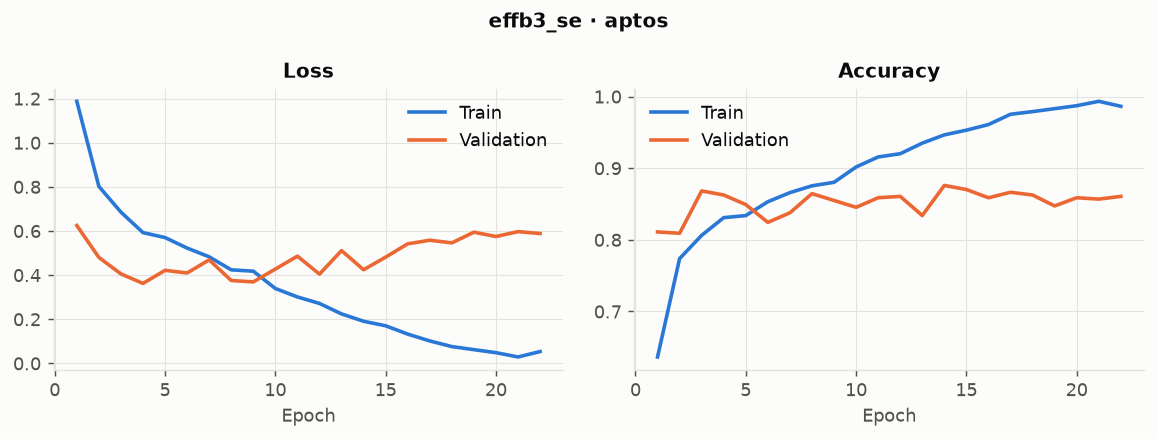 effb3_se · aptos
Loss
Train
Validation
1.2
1.0
0.8
0.6
0.4
0.2
0.0
0 5 10 15 20
Epoch
Accuracy
Train
Validation
1.0
0.9
0.8
0.7
0 5 10 15 20
Epoch